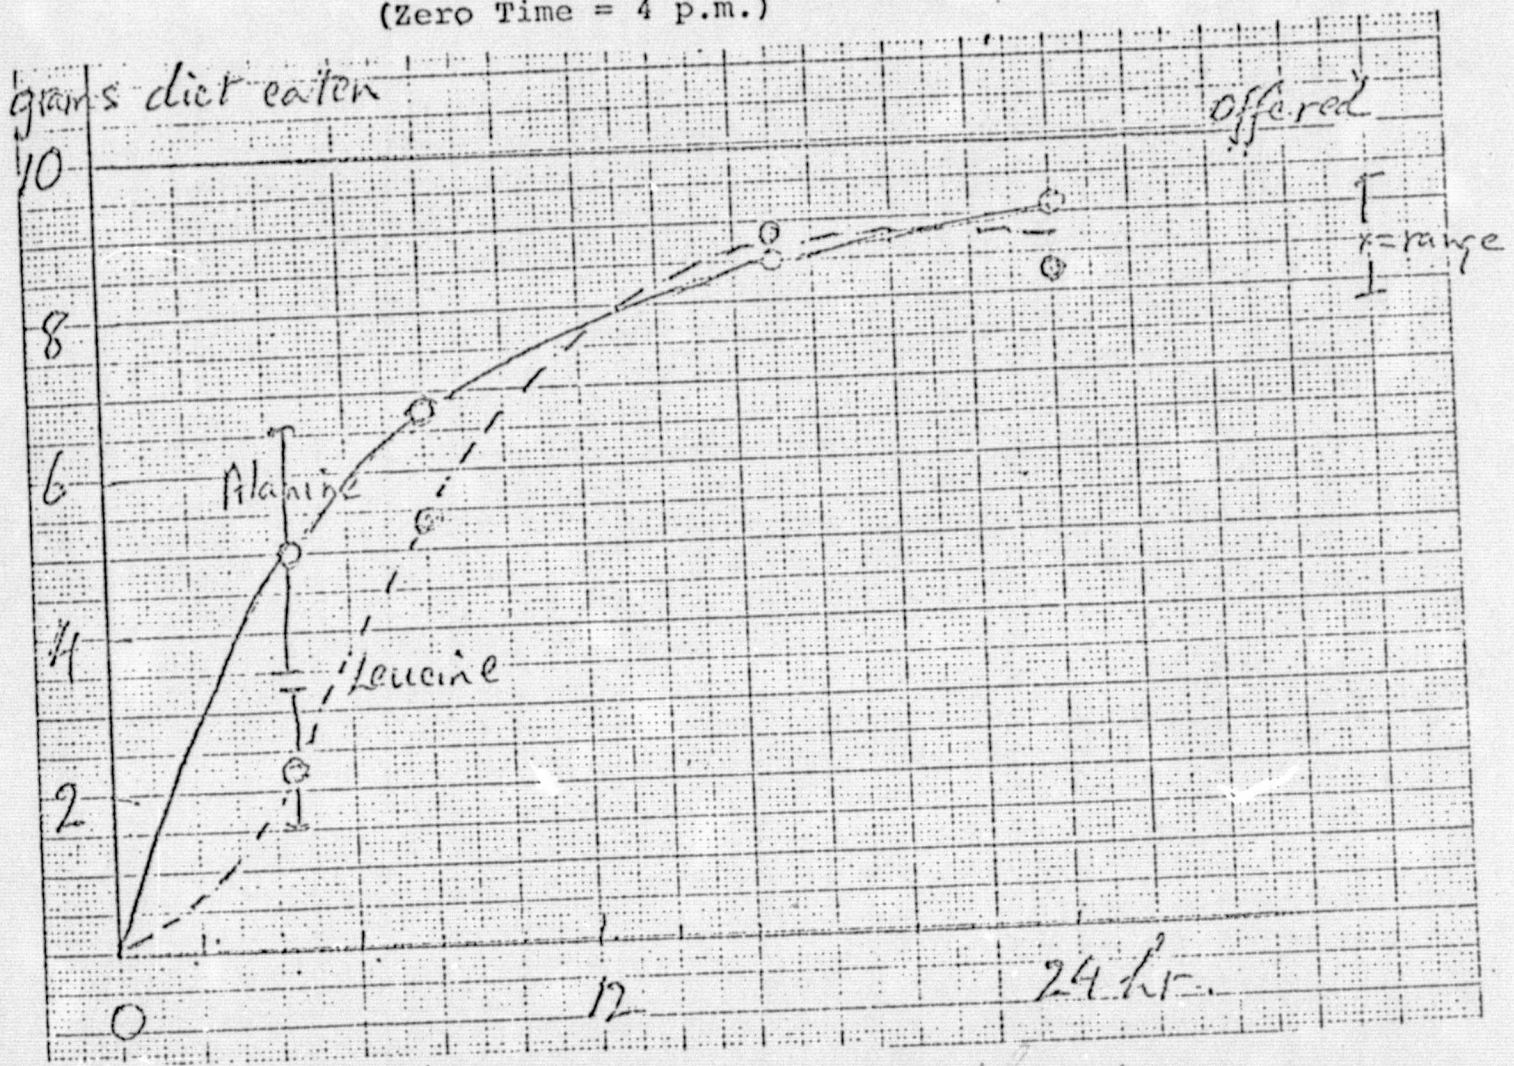 (Zero Time = 4 p.m.)
grams diet eaten
offered
10
I = range
8
Alanine
6
4
Leucine
2
0 12 24 hr.